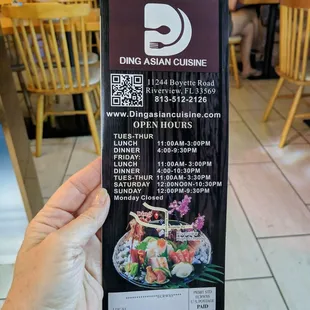 DING ASIAN CUISINE
11244 Boyette Road
Riverview, FL 33569
813-512-2126
www.Dingasiancuisine.com
OPEN HOURS
TUES-THUR
LUNCH 11:00AM-3:00PM
DINNER 4:00-9:30PM
FRIDAY:
LUNCH 11:00AM- 3:00PM
DINNER 4:00-10:30PM
TUES-THUR 11:00AM- 3:30PM
SATURDAY 12:00NOON-10:30PM
SUNDAY 12:00PM-9:30PM
Monday Closed
PAID